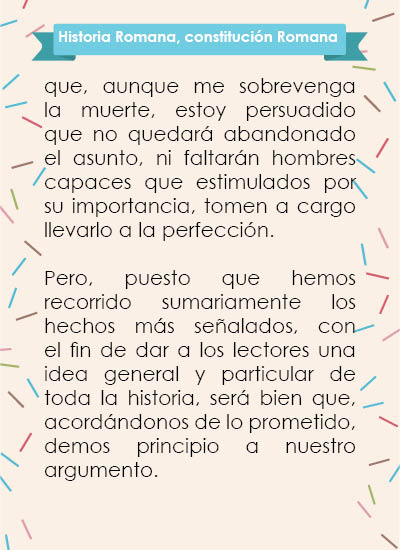 Historia Romana, constitución Romana
que, aunque me sobrevenga
la muerte, estoy persuadido
que no quedará abandonado
el asunto, ni faltarán hombres
capaces que estimulados por
su importancia, tomen a cargo
llevarlo a la perfección.
Pero, puesto que hemos
recorrido sumariamente los
hechos más señalados, con
el fin de dar a los lectores una
idea general y particular de
toda la historia, será bien que,
acordándonos de lo prometido,
demos principio a nuestro
argumento.